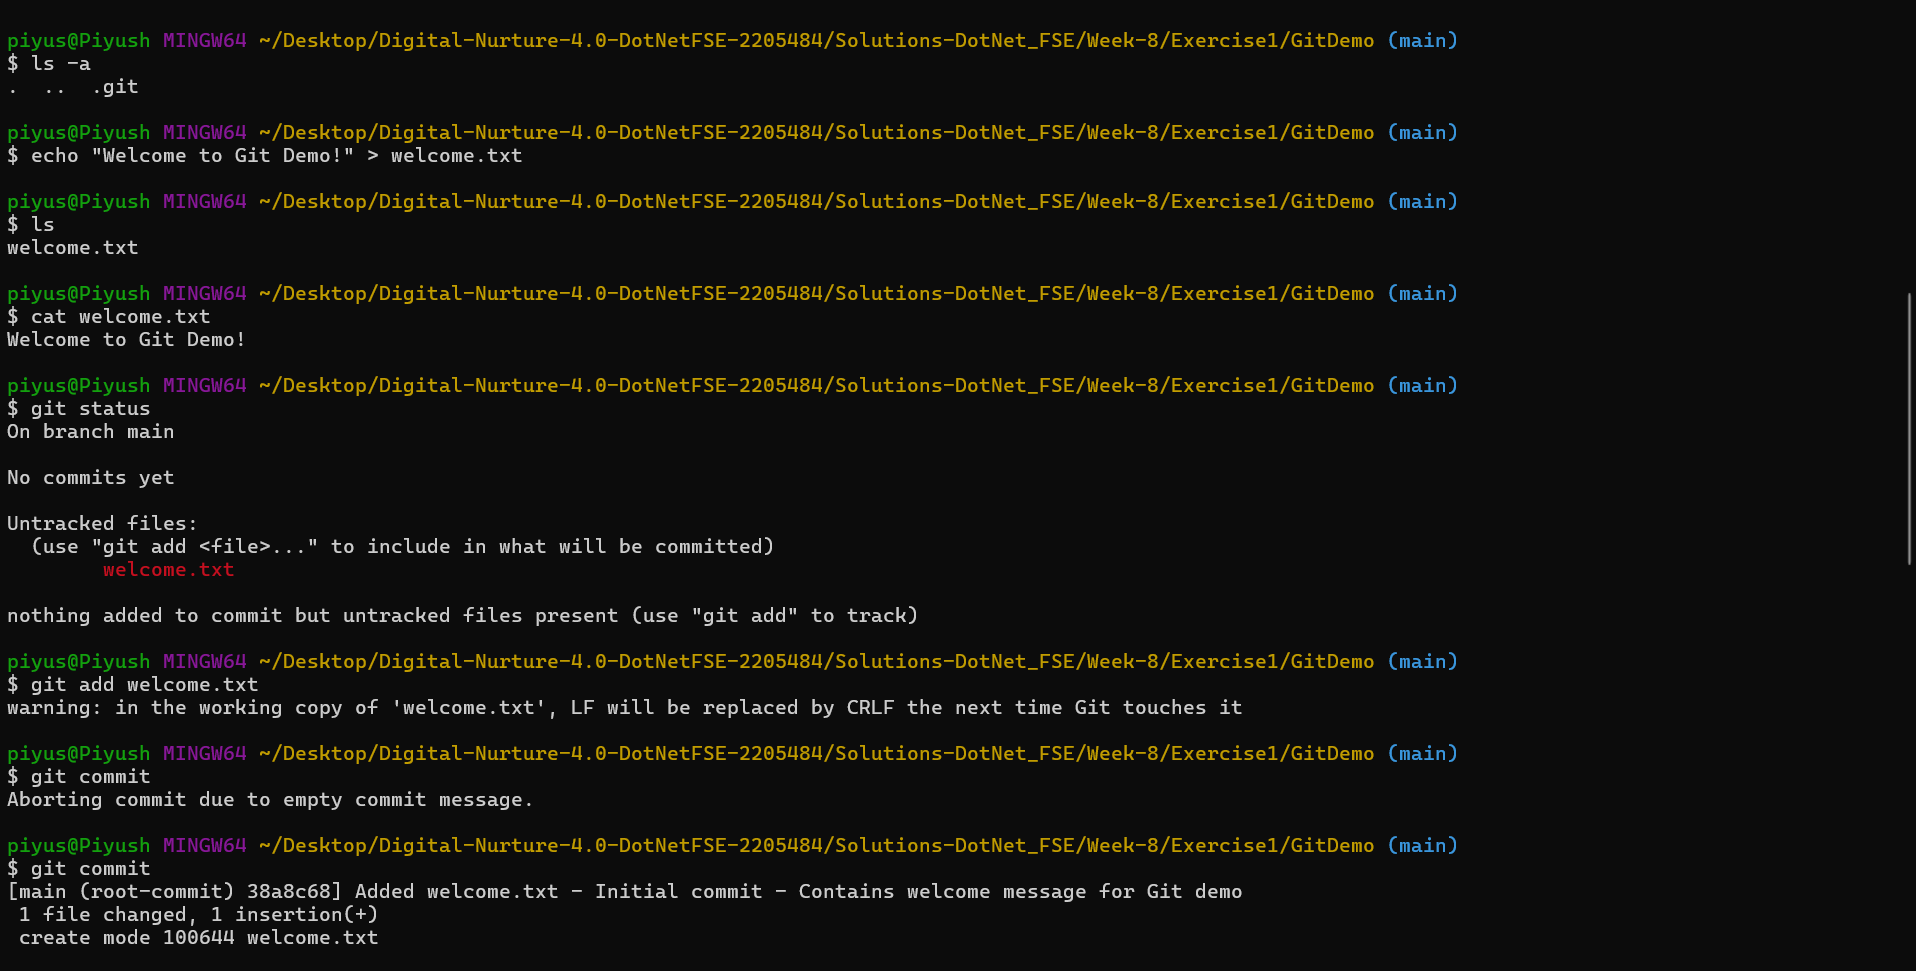 piyus@Piyush MINGW64 ~/Desktop/Digital-Nurture-4.0-DotNetFSE-2205484/Solutions-DotNet_FSE/Week-8/Exercise1/GitDemo (main)
$ ls -a
.  ..  .git
piyus@Piyush MINGW64 ~/Desktop/Digital-Nurture-4.0-DotNetFSE-2205484/Solutions-DotNet_FSE/Week-8/Exercise1/GitDemo (main)
$ echo "Welcome to Git Demo!" > welcome.txt
piyus@Piyush MINGW64 ~/Desktop/Digital-Nurture-4.0-DotNetFSE-2205484/Solutions-DotNet_FSE/Week-8/Exercise1/GitDemo (main)
$ ls
welcome.txt
piyus@Piyush MINGW64 ~/Desktop/Digital-Nurture-4.0-DotNetFSE-2205484/Solutions-DotNet_FSE/Week-8/Exercise1/GitDemo (main)
$ cat welcome.txt
Welcome to Git Demo!
piyus@Piyush MINGW64 ~/Desktop/Digital-Nurture-4.0-DotNetFSE-2205484/Solutions-DotNet_FSE/Week-8/Exercise1/GitDemo (main)
$ git status
On branch main
No commits yet
Untracked files:
  (use "git add <file>..." to include in what will be committed)
        welcome.txt
nothing added to commit but untracked files present (use "git add" to track)
piyus@Piyush MINGW64 ~/Desktop/Digital-Nurture-4.0-DotNetFSE-2205484/Solutions-DotNet_FSE/Week-8/Exercise1/GitDemo (main)
$ git add welcome.txt
warning: in the working copy of 'welcome.txt', LF will be replaced by CRLF the next time Git touches it
piyus@Piyush MINGW64 ~/Desktop/Digital-Nurture-4.0-DotNetFSE-2205484/Solutions-DotNet_FSE/Week-8/Exercise1/GitDemo (main)
$ git commit
Aborting commit due to empty commit message.
piyus@Piyush MINGW64 ~/Desktop/Digital-Nurture-4.0-DotNetFSE-2205484/Solutions-DotNet_FSE/Week-8/Exercise1/GitDemo (main)
$ git commit
[main (root-commit) 38a8c68] Added welcome.txt - Initial commit - Contains welcome message for Git demo
 1 file changed, 1 insertion(+)
 create mode 100644 welcome.txt